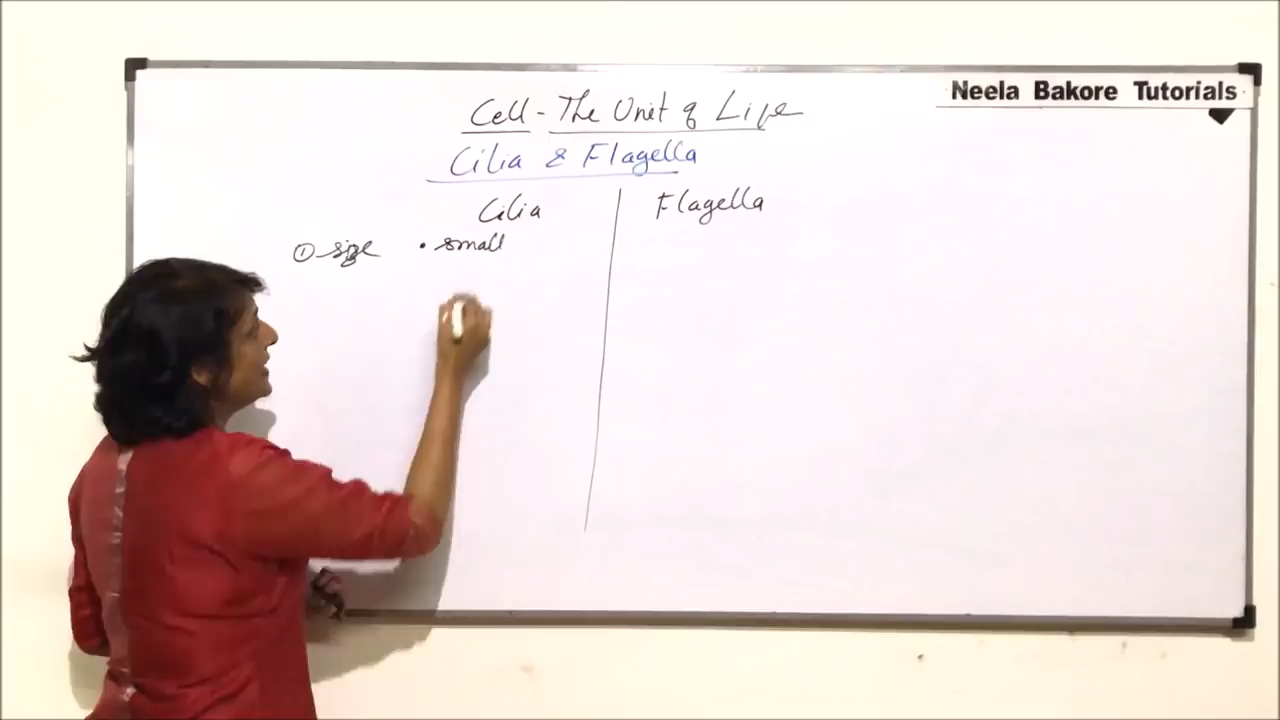 Neela Bakore Tutorials
Cell - The Unit of Life
Cilia & Flagella
Cilia Flagella
① size • small